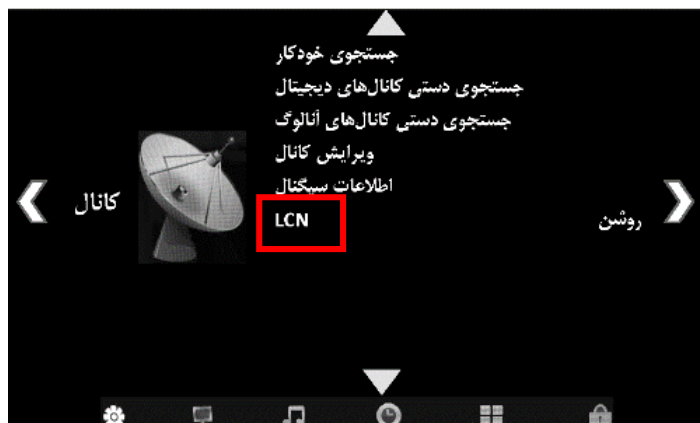 جستجوی خودکار
جستجوی دستی کانال‌های دیجیتال
جستجوی دستی کانال‌های آنالوگ
ویرایش کانال
اطلاعات سیگنال
کانال
LCN
روشن